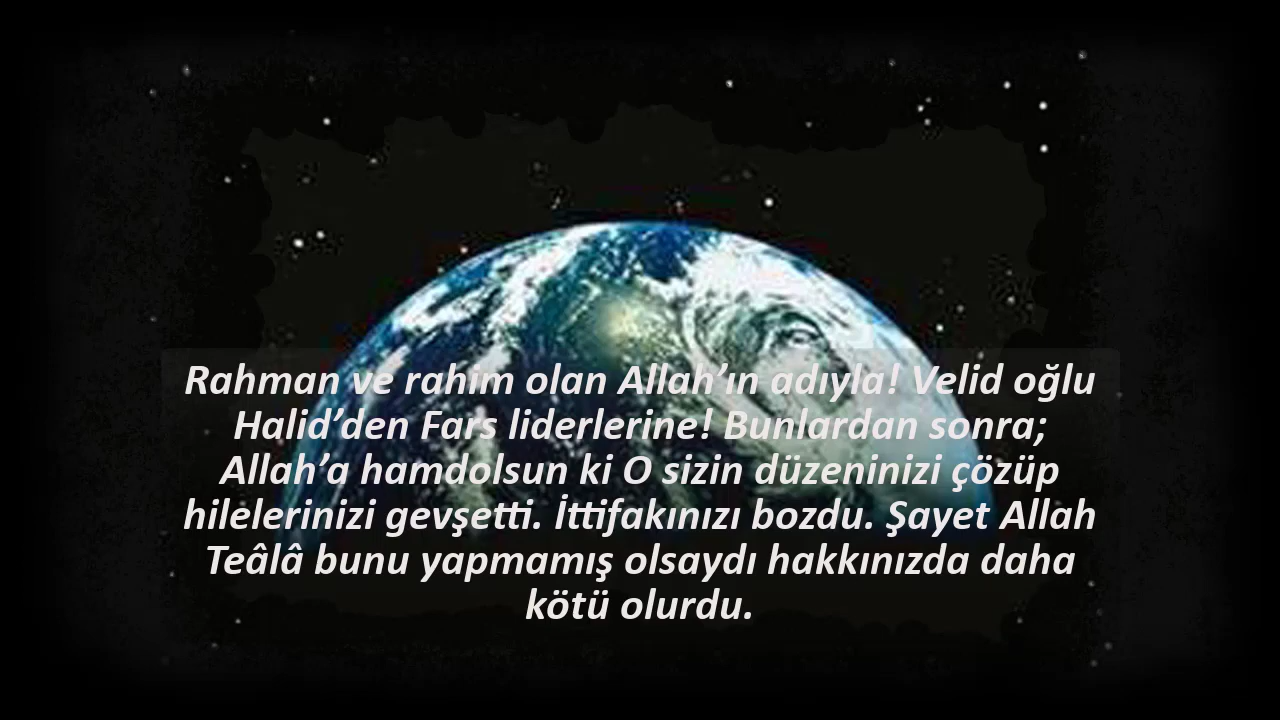 Rahman ve rahim olan Allah’ın adıyla! Velid oğlu
Halid’den Fars liderlerine! Bunlardan sonra;
Allah’a hamdolsun ki O sizin düzeninizi çözüp
hilelerinizi gevşetti. İttifakınızı bozdu. Şayet Allah
Teâlâ bunu yapmamış olsaydı hakkınızda daha
kötü olurdu.